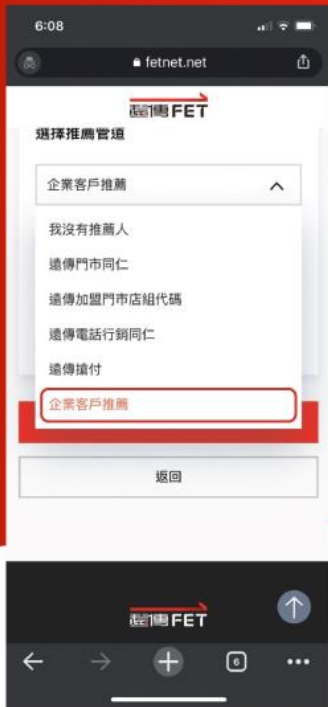 6:08
fetnet.net
遠傳FET
選擇推薦管道
企業客戶推薦
我沒有推薦人
遠傳門市同仁
遠傳加盟門市店組代碼
遠傳電話行銷同仁
遠傳搶付
企業客戶推薦
返回
遠傳FET
6